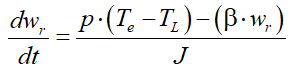 dw_r/dt = (p·(T_e − T_L) − (β·w_r))/J